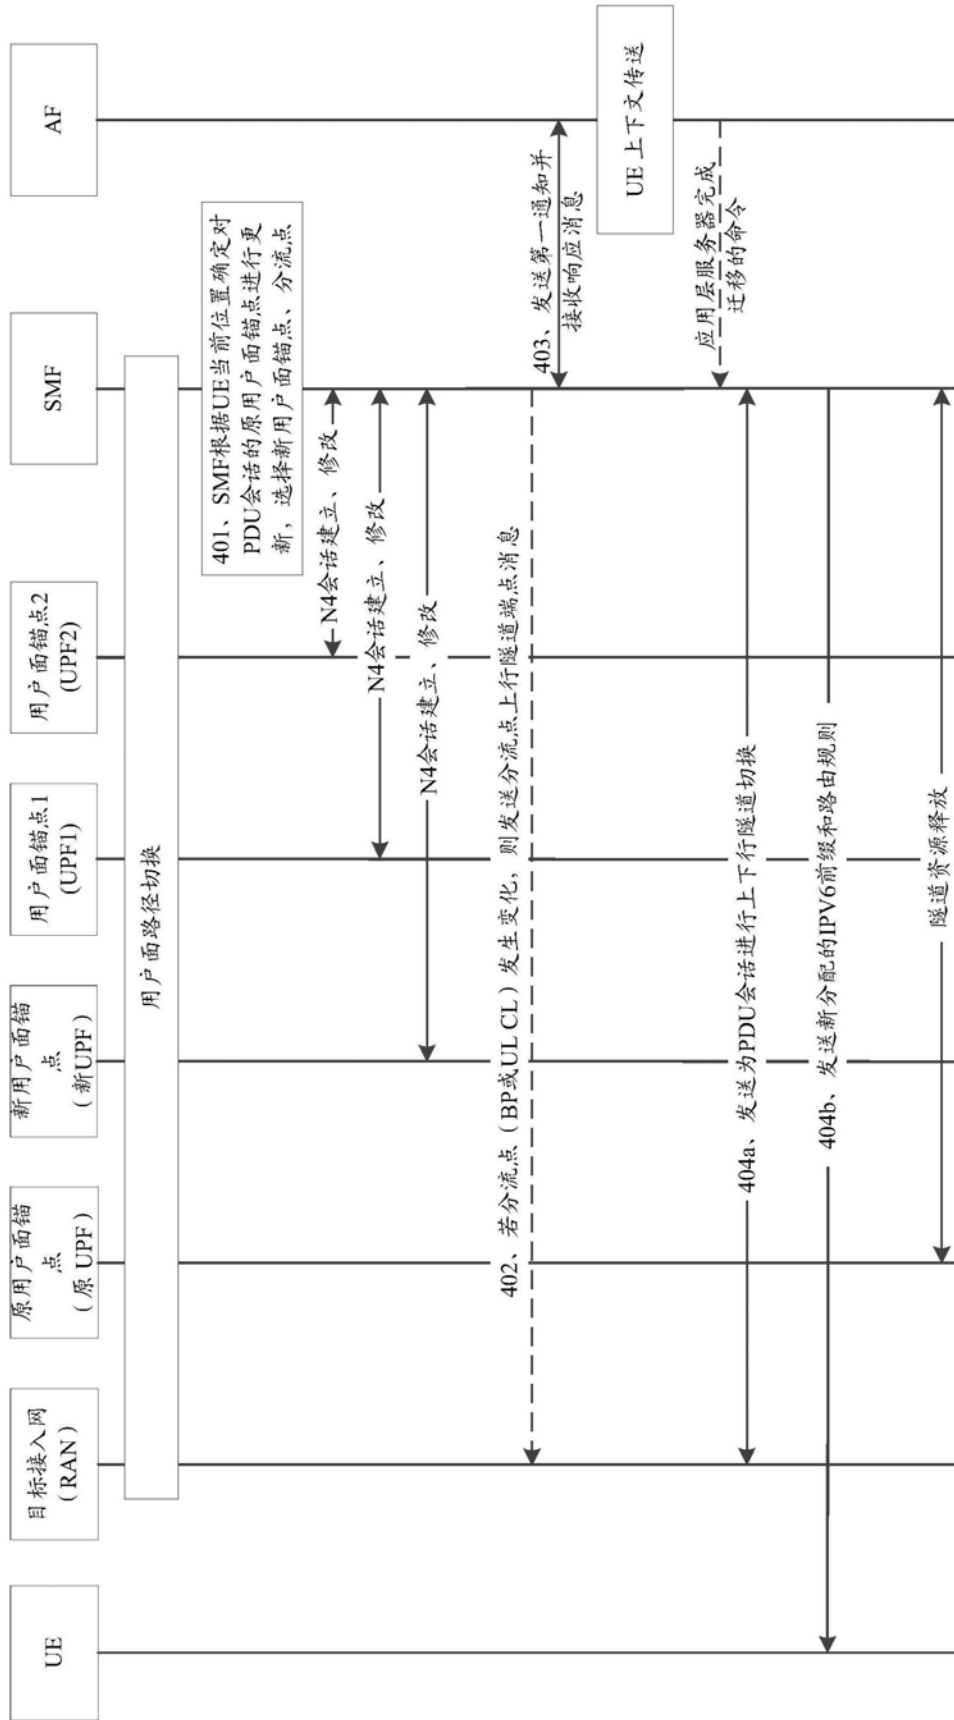 UE
目标接入网
（RAN）
原用户面锚
点
（原 UPF）
新用户面锚
点
（新UPF）
用户面锚点1
(UPF1)
用户面锚点2
(UPF2)
SMF
AF
用户面路径切换
401、SMF根据UE当前位置确定对
PDU会话的原用户面锚点进行更
新，选择新用户面锚点、分流点
N4会话建立、修改
N4会话建立、修改
N4会话建立、修改
402、若分流点（BP或UL CL）发生变化，则发送分流点上行隧道端点消息
403、发送第一通知并
接收响应消息
UE 上下文传送
应用层服务器完成
迁移的命令
404a、发送为PDU会话进行上下行隧道切换
404b、发送新分配的IPV6前缀和路由规则
隧道资源释放